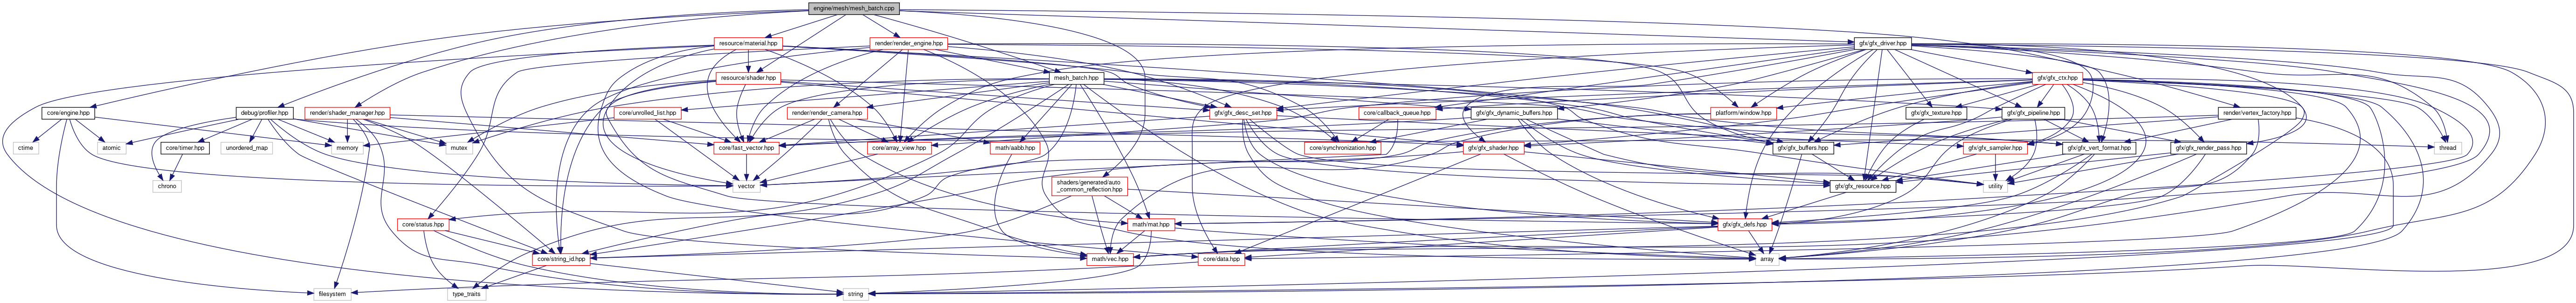 engine/mesh/mesh_batch.cpp
resource/material.hpp
render/render_engine.hpp
gfx/gfx_driver.hpp
resource/shader.hpp
mesh_batch.hpp
gfx/gfx_ctx.hpp
core/engine.hpp
debug/profiler.hpp
render/shader_manager.hpp
core/unrolled_list.hpp
render/render_camera.hpp
gfx/gfx_desc_set.hpp
core/callback_queue.hpp
gfx/gfx_dynamic_buffers.hpp
platform/window.hpp
gfx/gfx_texture.hpp
gfx/gfx_pipeline.hpp
render/vertex_factory.hpp
ctime
atomic
core/timer.hpp
unordered_map
memory
mutex
core/fast_vector.hpp
core/array_view.hpp
math/aabb.hpp
core/synchronization.hpp
gfx/gfx_shader.hpp
gfx/gfx_buffers.hpp
gfx/gfx_sampler.hpp
gfx/gfx_vert_format.hpp
gfx/gfx_render_pass.hpp
thread
chrono
vector
shaders/generated/auto
_common_reflection.hpp
gfx/gfx_resource.hpp
utility
core/status.hpp
math/mat.hpp
gfx/gfx_defs.hpp
core/string_id.hpp
math/vec.hpp
core/data.hpp
array
filesystem
type_traits
string